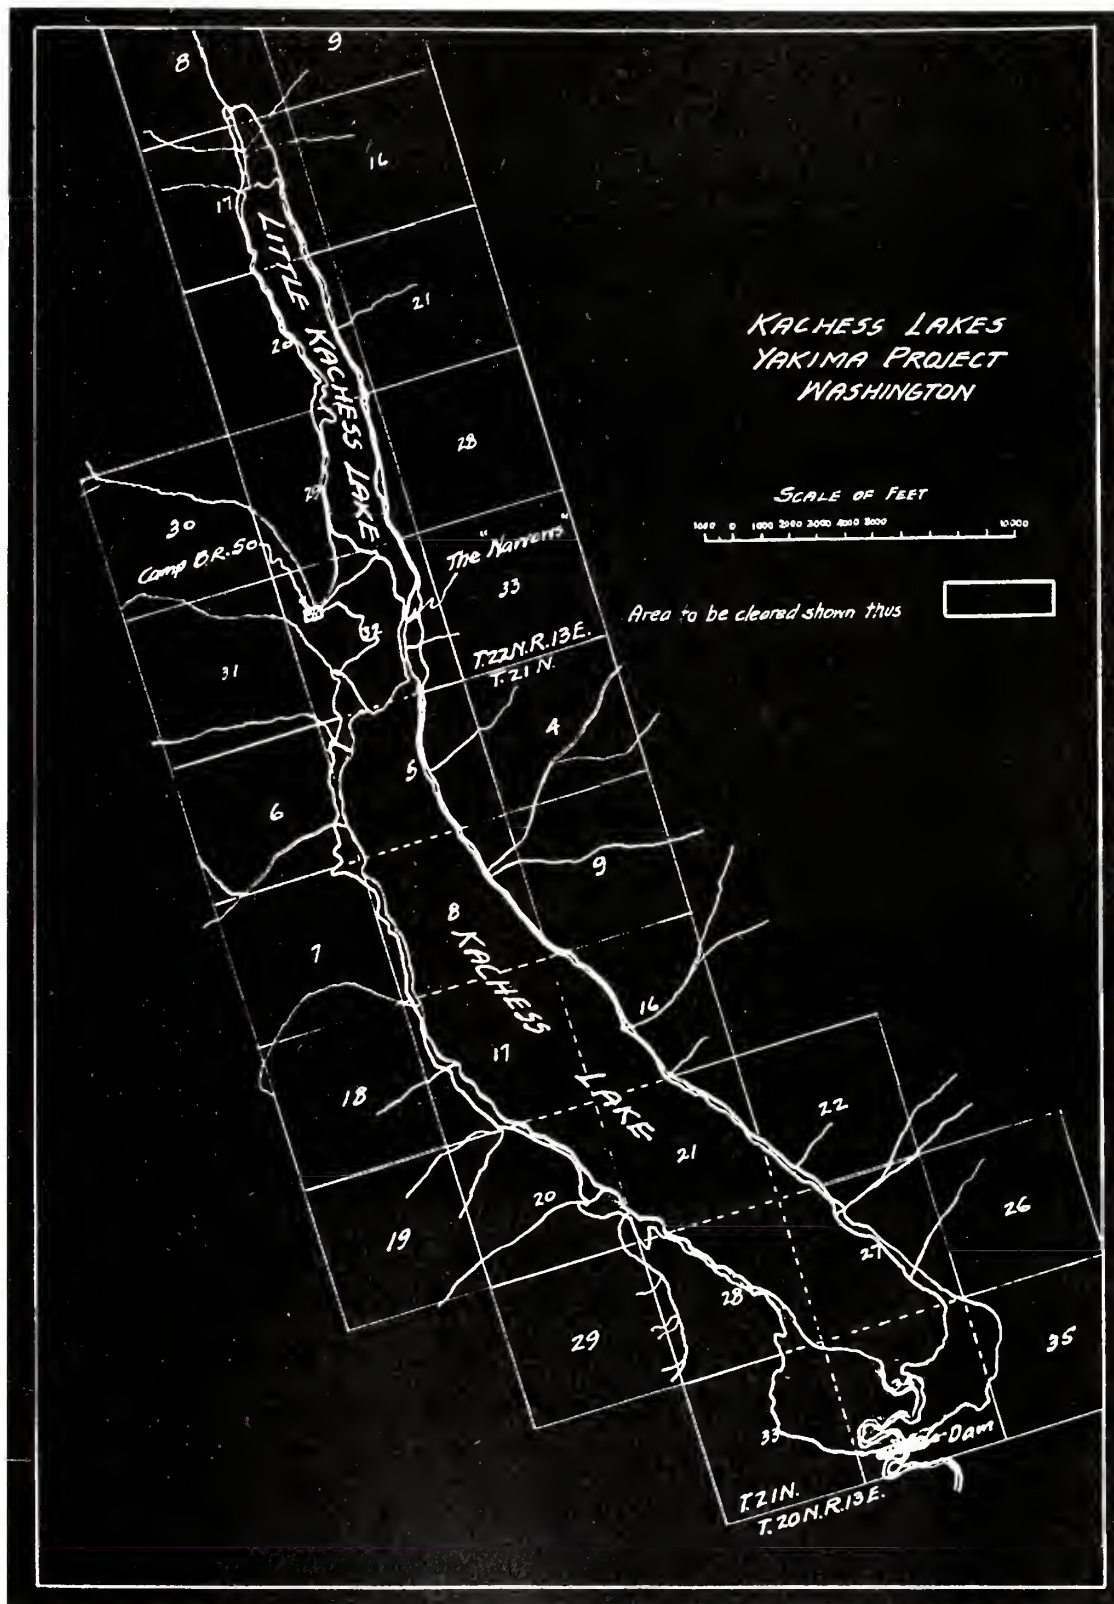 8
9
16
17
LITTLE KACHESS LAKE
21
20
KACHESS LAKES
YAKIMA PROJECT
WASHINGTON
28
29
SCALE OF FEET
1000 0 1000 2000 3000 4000 5000 10000
30
Camp B.R.50
The "Narrows"
33
Area to be cleared shown thus
32
T.22N.R.13E.
T.21N.
31
4
5
6
9
8
KACHESS
LAKE
7
16
17
18
22
21
20
19
26
27
28
29
35
34
33
Dam
T.21N.
T.20N.R.13E.